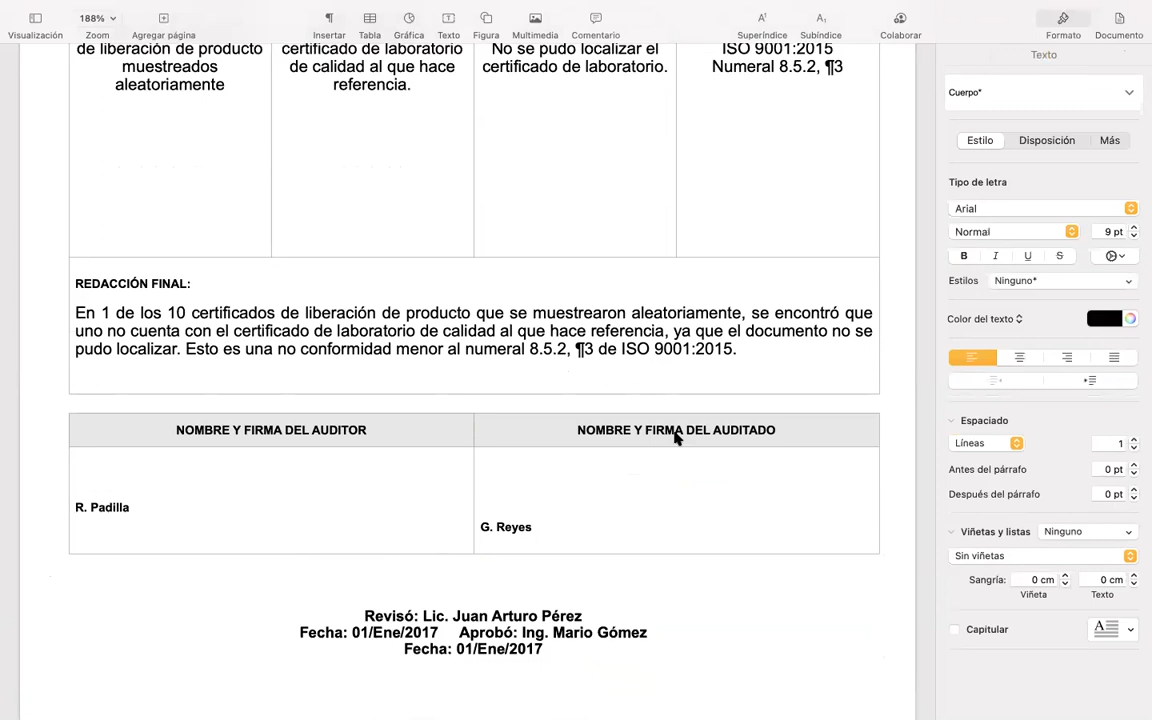 188%
Visualización
Zoom
Agregar página
Insertar
Tabla
Gráfica
Texto
Figura
Multimedia
Comentario
Superíndice
Subíndice
Colaborar
Formato
Documento
de liberación de producto
muestreados
aleatoriamente
certificado de laboratorio
de calidad al que hace
referencia.
No se pudo localizar el
certificado de laboratorio.
ISO 9001:2015
Numeral 8.5.2, ¶3
REDACCIÓN FINAL:
En 1 de los 10 certificados de liberación de producto que se muestrearon aleatoriamente, se encontró que
uno no cuenta con el certificado de laboratorio de calidad al que hace referencia, ya que el documento no se
pudo localizar. Esto es una no conformidad menor al numeral 8.5.2, ¶3 de ISO 9001:2015.
NOMBRE Y FIRMA DEL AUDITOR
NOMBRE Y FIRMA DEL AUDITADO
R. Padilla
G. Reyes
Revisó: Lic. Juan Arturo Pérez
Fecha: 01/Ene/2017 Aprobó: Ing. Mario Gómez
Fecha: 01/Ene/2017
Texto
Cuerpo*
Estilo
Disposición
Más
Tipo de letra
Arial
Normal
9 pt
B I U S
Estilos
Ninguno*
Color del texto
Espaciado
Líneas
1
Antes del párrafo
0 pt
Después del párrafo
0 pt
Viñetas y listas
Ninguno
Sin viñetas
Sangría:
0 cm
0 cm
Viñeta
Texto
Capitular
A